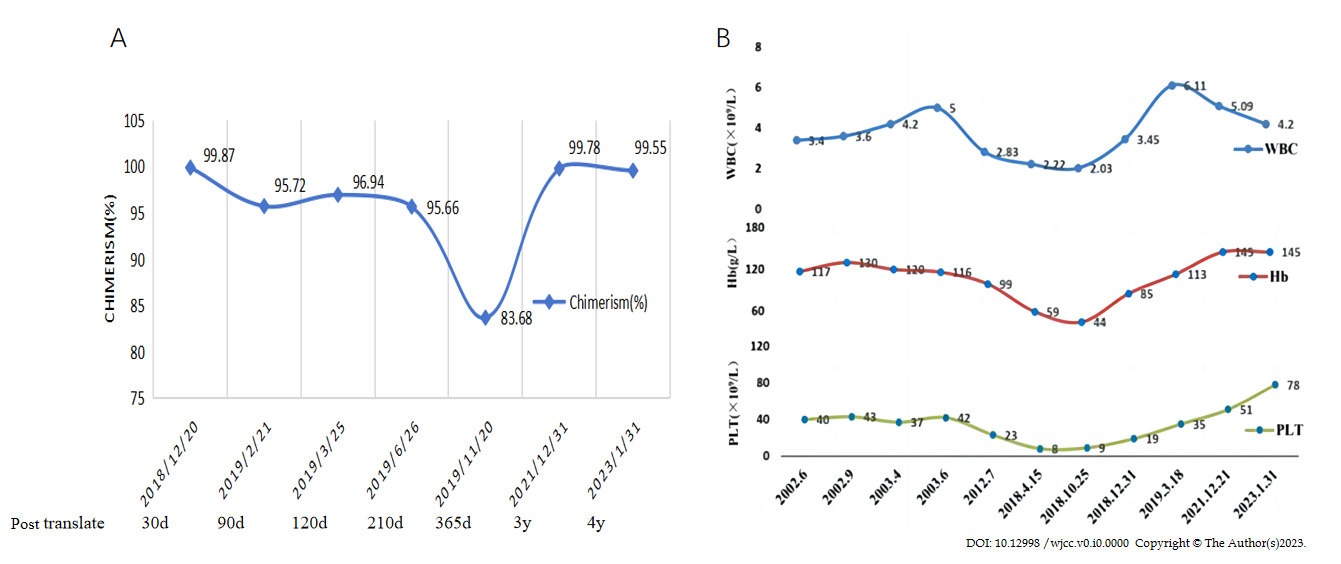 A
105
99.87
99.78
99.55
100
95.72
96.94
95.66
95
90
85
83.68
Chimerism(%)
80
75
CHIMERISM(%)
2018/12/20 2019/2/21 2019/3/25 2019/6/26 2019/11/20 2021/12/31 2023/1/31
Post translate 30d 90d 120d 210d 365d 3y 4y
B
8
6
4
2
0
WBC(×10⁹/L)
3.4 3.6 4.2 5 2.83 2.22 2.03 3.45 6.11 5.09 4.2
WBC
180
120
60
Hb(g/L)
117 130 120 116 99 59 44 85 113 145 145
Hb
120
80
40
0
PLT(×10⁹/L)
40 43 37 42 23 8 9 19 35 51 78
PLT
2002.6 2002.9 2003.4 2003.6 2012.7 2018.4.15 2018.10.25 2018.12.31 2019.3.18 2021.12.21 2023.1.31
DOI: 10.12998 /wjcc.v0.i0.0000 Copyright © The Author(s)2023.